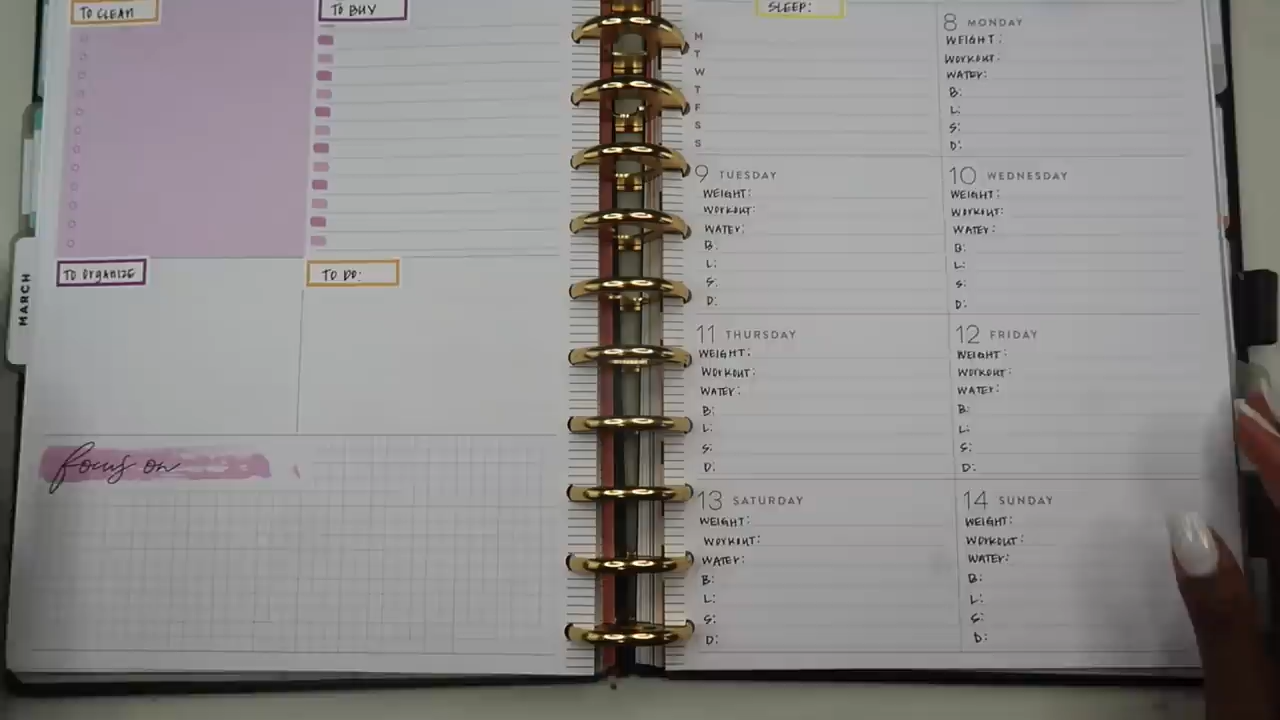 TO CLEAN
TO BUY
TO ORGANIZE
TO DO:
MARCH
focus on
SLEEP:
M
T
W
T
F
S
S
8 MONDAY
WEIGHT:
WORKOUT:
WATER:
B:
L:
S:
D:
9 TUESDAY
WEIGHT:
WORKOUT:
WATER:
B:
L:
S:
D:
10 WEDNESDAY
WEIGHT:
WORKOUT:
WATER:
B:
L:
S:
D:
11 THURSDAY
WEIGHT:
WORKOUT:
WATER:
B:
L:
S:
D:
12 FRIDAY
WEIGHT:
WORKOUT:
WATER:
B:
L:
S:
D:
13 SATURDAY
WEIGHT:
WORKOUT:
WATER:
B:
L:
S:
D:
14 SUNDAY
WEIGHT:
WORKOUT:
WATER:
B:
L:
S:
D: